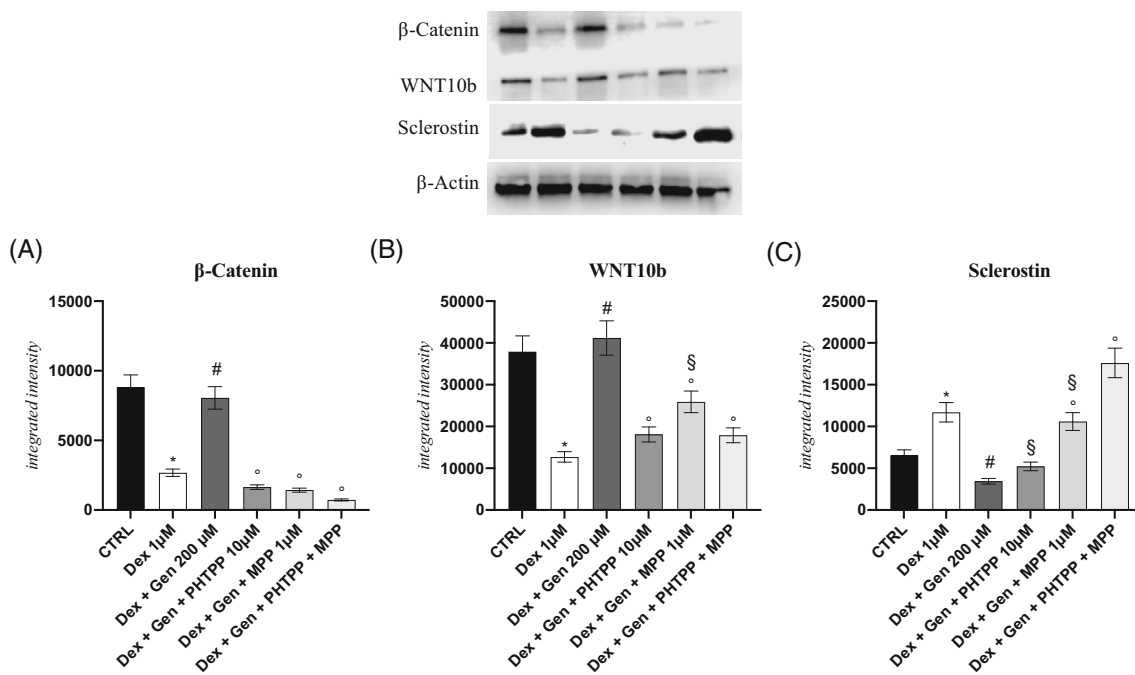 β-Catenin
WNT10b
Sclerostin
β-Actin
(A)
β-Catenin
integrated intensity
15000
10000
5000
0
#
*
°
°
°
CTRL
Dex 1µM
Dex + Gen 200 µM
Dex + Gen + PHTPP 10µM
Dex + Gen + MPP 1µM
Dex + Gen + PHTPP + MPP
(B)
WNT10b
integrated intensity
50000
40000
30000
20000
10000
0
#
§
°
°
°
*
CTRL
Dex 1µM
Dex + Gen 200 µM
Dex + Gen + PHTPP 10µM
Dex + Gen + MPP 1µM
Dex + Gen + PHTPP + MPP
(C)
Sclerostin
integrated intensity
25000
20000
15000
10000
5000
0
°
§
°
*
§
#
CTRL
Dex 1µM
Dex + Gen 200 µM
Dex + Gen + PHTPP 10µM
Dex + Gen + MPP 1µM
Dex + Gen + PHTPP + MPP